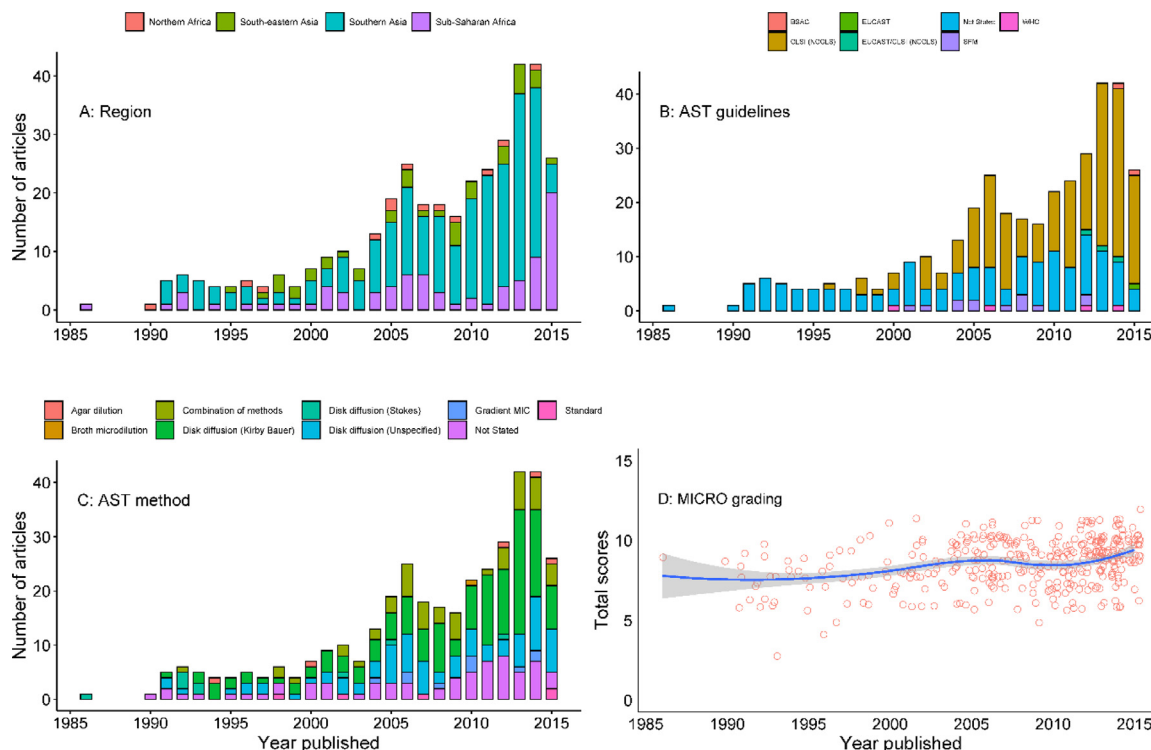 Northern Africa South-eastern Asia Southern Asia Sub-Saharan Africa
A: Region
Number of articles
40
30
20
10
0
1985 1990 1995 2000 2005 2010 2015
BSAC EUCAST Not Stated WHO
CLSI (NCCLS) EUCAST/CLSI (NCCLS) SFM
B: AST guidelines
40
30
20
10
0
1985 1990 1995 2000 2005 2010 2015
Agar dilution Combination of methods Disk diffusion (Stokes) Gradient MIC Standard
Broth microdilution Disk diffusion (Kirby Bauer) Disk diffusion (Unspecified) Not Stated
C: AST method
Number of articles
40
30
20
10
0
1985 1990 1995 2000 2005 2010 2015
Year published
D: MICRO grading
Total scores
15
10
5
0
1985 1990 1995 2000 2005 2010 2015
Year published